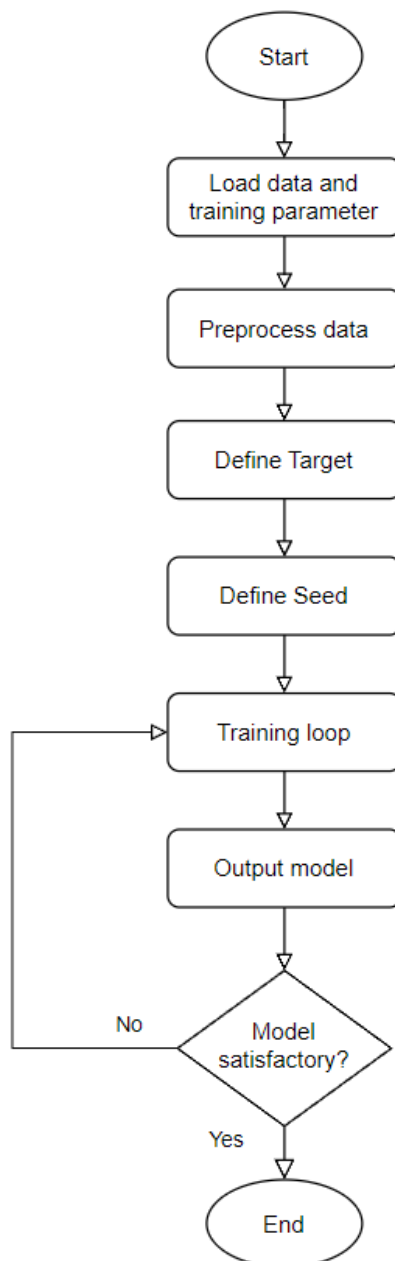 Start
Load data and
training parameter
Preprocess data
Define Target
Define Seed
Training loop
Output model
No
Model
satisfactory?
Yes
End